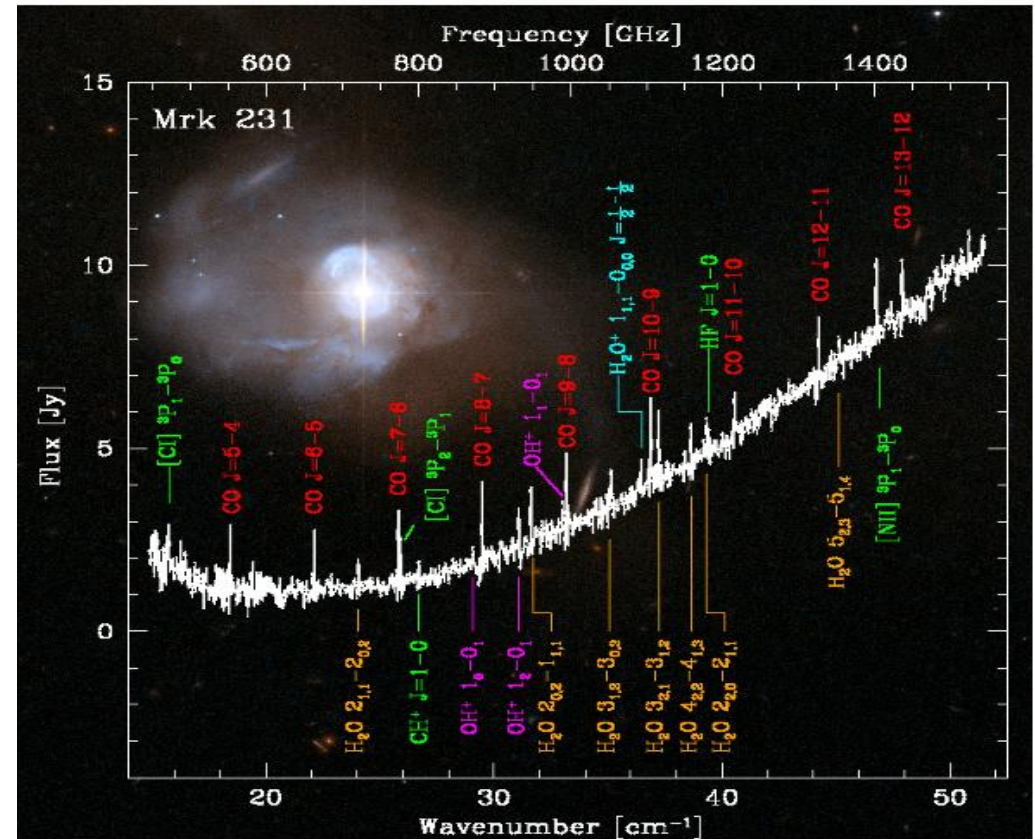 Frequency [GHz]
600 800 1000 1200 1400
15
10
5
0
Flux [Jy]
Mrk 231
[CI] ³P₁-³P₀
CO J=5-4
CO J=6-5
CO J=7-6
[CI] ³P₂-³P₁
CO J=8-7
OH⁺ 1₁-0₁
CO J=9-8
H₂O⁺ 1₁,₁-0₀,₀ J=½-½
CO J=10-9
HF J=1-0
CO J=11-10
CO J=12-11
CO J=13-12
H₂O 2₁,₁-2₀,₂
CH⁺ J=1-0
OH⁺ 1₀-0₁
OH⁺ 1₂-0₁
H₂O 2₀,₂-1₁,₁
H₂O 3₁,₂-3₀,₃
H₂O 3₂,₁-3₁,₂
H₂O 4₂,₂-4₁,₃
H₂O 2₂,₀-2₁,₁
H₂O 5₂,₃-5₁,₄
[NII] ³P₁-³P₀
20 30 40 50
Wavenumber [cm⁻¹]